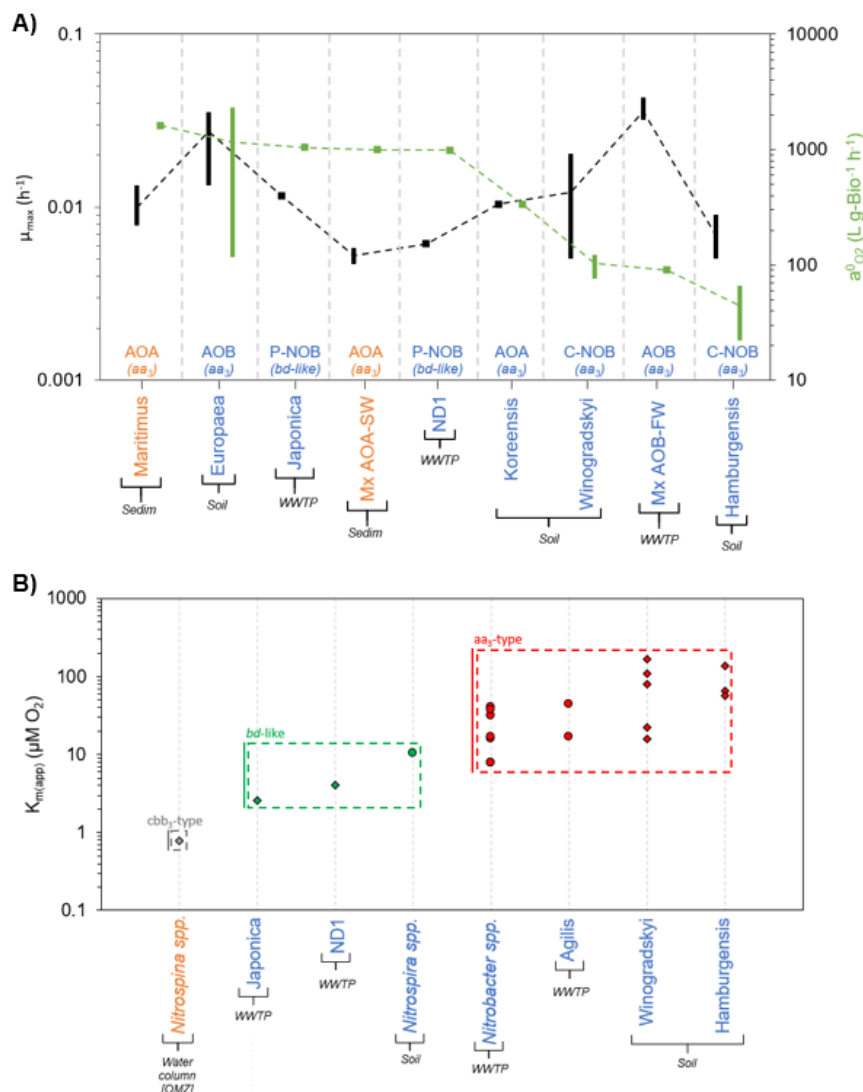 A)
0.1
0.01
0.001
µmax (h-1)
10000
1000
100
10
a0O2 (L g-Bio-1 h-1)
AOA AOB P-NOB AOA P-NOB AOA C-NOB AOB C-NOB
(aa3) (aa3) (bd-like) (aa3) (bd-like) (aa3) (aa3) (aa3) (aa3)
Maritimus
Europaea
Japonica
Mx AOA-SW
ND1
Koreensis
Winogradskyi
Mx AOB-FW
Hamburgensis
Sedim
Soil
WWTP
Sedim
WWTP
Soil
WWTP
Soil
B)
1000
100
10
1
0.1
Km(app) (µM O2)
cbb3-type
bd-like
aa3-type
Nitrospina spp.
Japonica
ND1
Nitrospira spp.
Nitrobacter spp.
Agilis
Winogradskyi
Hamburgensis
Water
column
[OMZ]
WWTP
WWTP
Soil
WWTP
WWTP
Soil